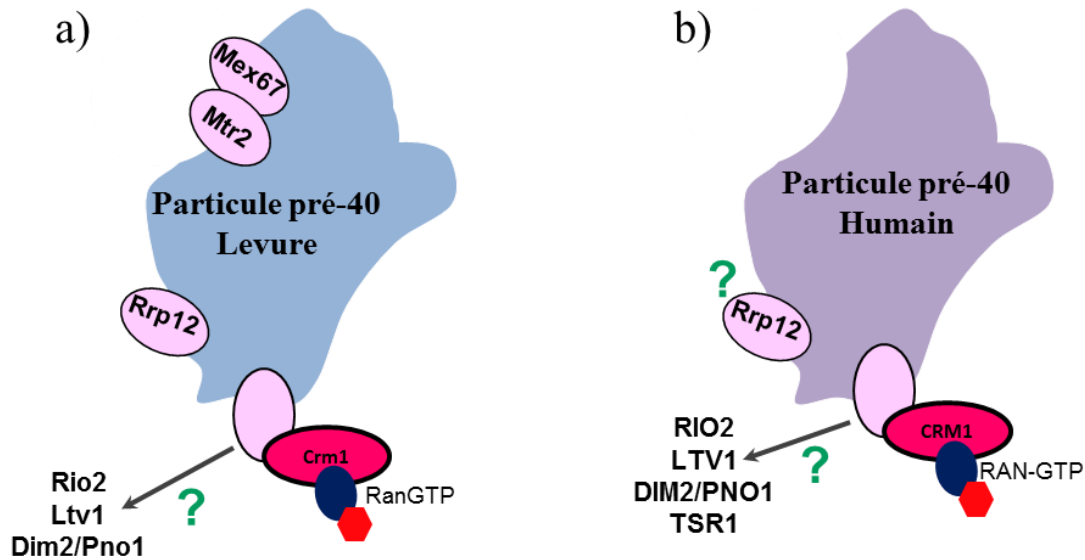 a)
Mex67
Mtr2
Particule pré-40
Levure
Rrp12
Crm1
RanGTP
?
Rio2
Ltv1
Dim2/Pno1
b)
Particule pré-40
Humain
?
Rrp12
CRM1
RAN-GTP
?
RIO2
LTV1
DIM2/PNO1
TSR1